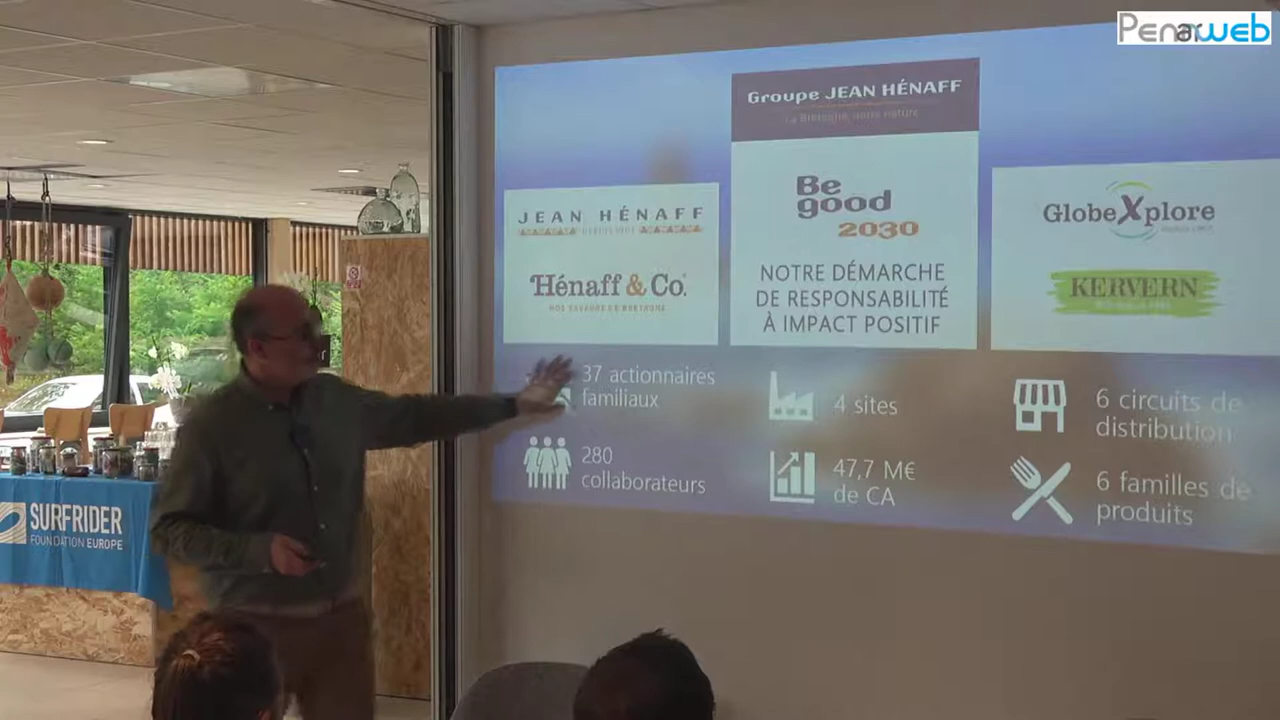 Penarweb
Groupe JEAN HÉNAFF
La Bretagne, notre nature
JEAN HÉNAFF
DEPUIS 1907
Hénaff & Co.
NOS SAVEURS DE BRETAGNE
Be
good
2030
NOTRE DÉMARCHE
DE RESPONSABILITÉ
À IMPACT POSITIF
GlobeXplore
KERVERN
37 actionnaires
familiaux
280
collaborateurs
4 sites
47,7 M€
de CA
6 circuits de
distribution
6 familles de
produits
SURFRIDER
FOUNDATION EUROPE